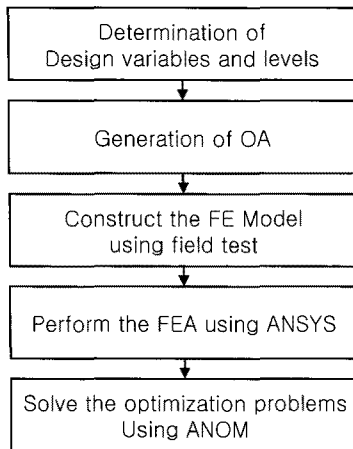 Determination of
Design variables and levels
Generation of OA
Construct the FE Model
using field test
Perform the FEA using ANSYS
Solve the optimization problems
Using ANOM